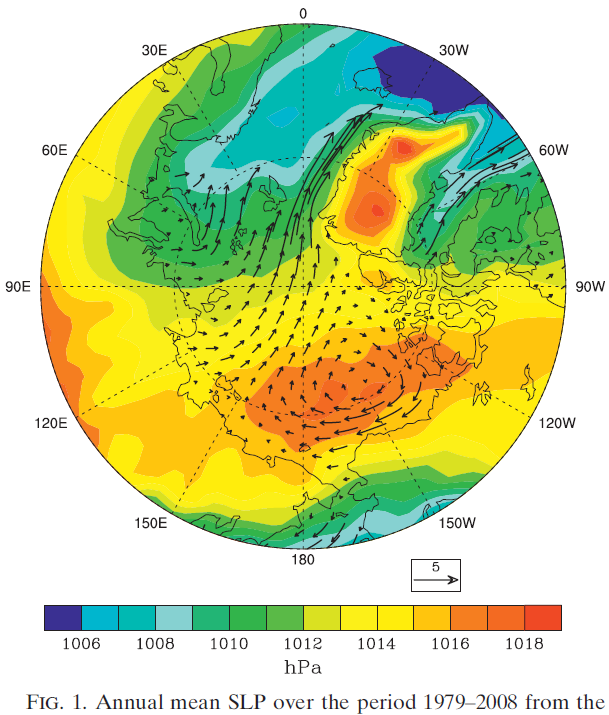 0
30E 30W
60E 60W
90E 90W
120E 120W
150E 150W
180
5
1006 1008 1010 1012 1014 1016 1018
hPa
FIG. 1. Annual mean SLP over the period 1979–2008 from the